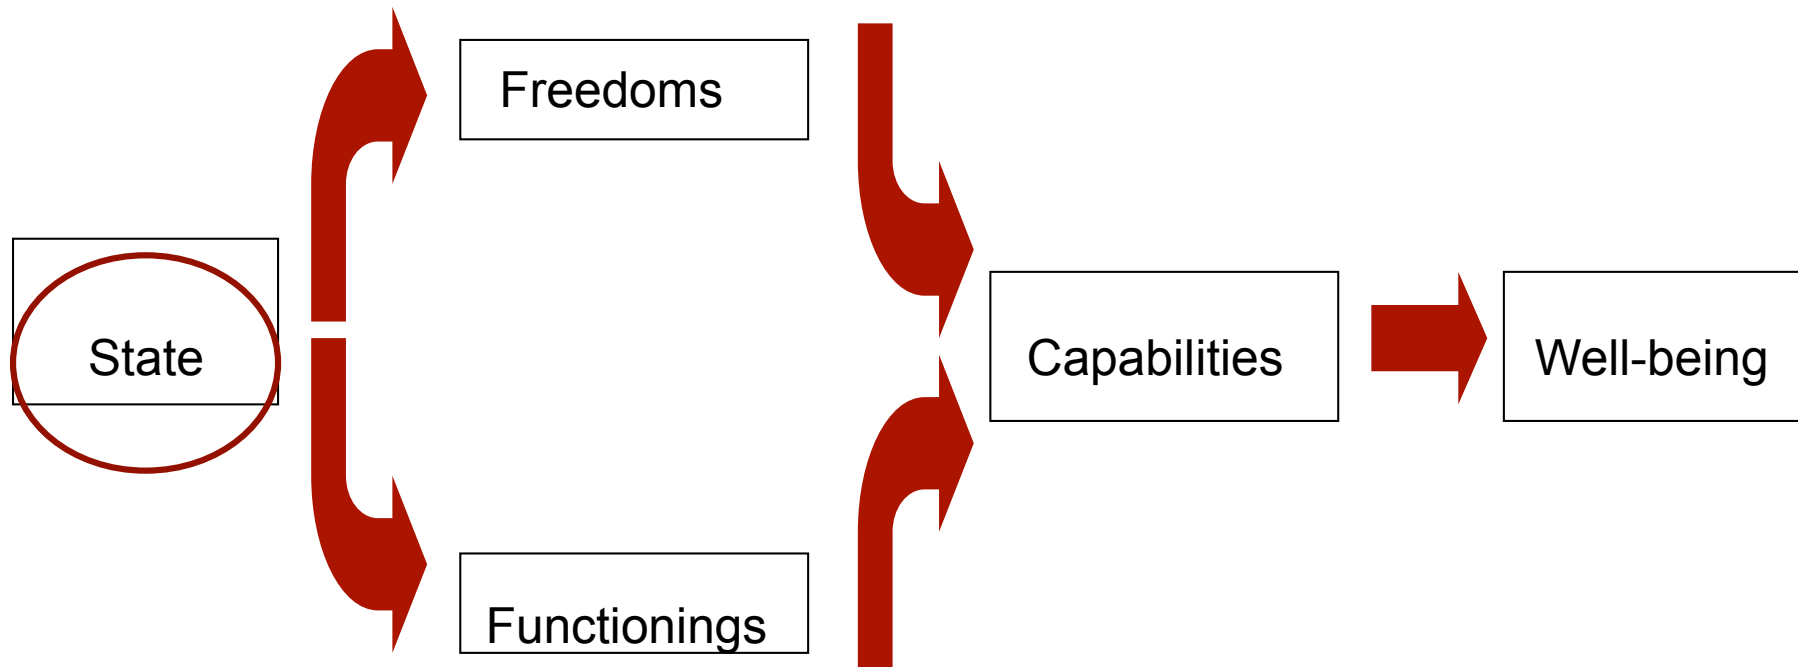 Freedoms
State
Capabilities
Well-being
Functionings